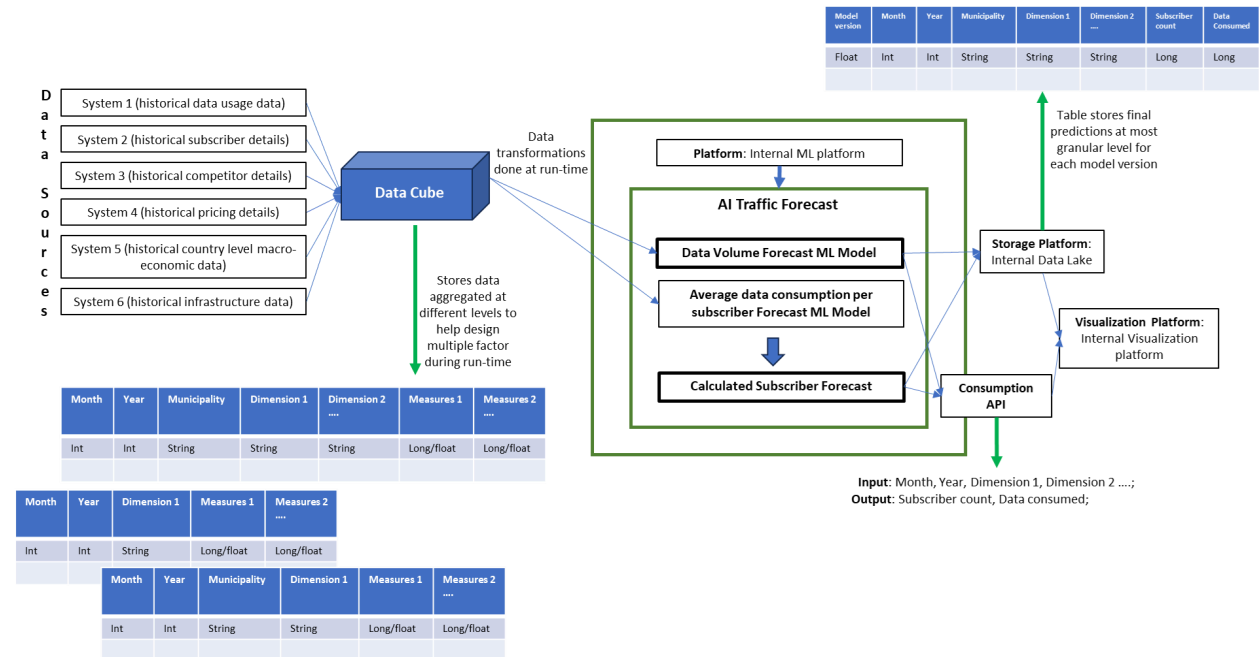 Model version | Month | Year | Municipality | Dimension 1 | Dimension 2 .... | Subscriber count | Data Consumed
Float | Int | Int | String | String | String | Long | Long
Data Sources
System 1 (historical data usage data)
System 2 (historical subscriber details)
System 3 (historical competitor details)
System 4 (historical pricing details)
System 5 (historical country level macro-
economic data)
System 6 (historical infrastructure data)
Data Cube
Data
transformations
done at run-time
Stores data
aggregated at
different levels to
help design
multiple factor
during run-time
Platform: Internal ML platform
AI Traffic Forecast
Data Volume Forecast ML Model
Average data consumption per
subscriber Forecast ML Model
Calculated Subscriber Forecast
Table stores final
predictions at most
granular level for
each model version
Storage Platform:
Internal Data Lake
Visualization Platform:
Internal Visualization
platform
Consumption
API
Input: Month, Year, Dimension 1, Dimension 2 ....;
Output: Subscriber count, Data consumed;
Month | Year | Municipality | Dimension 1 | Dimension 2 .... | Measures 1 | Measures 2 ....
Int | Int | String | String | String | Long/float | Long/float
Month | Year | Dimension 1 | Measures 1 | Measures 2 ....
Int | Int | String | Long/float | Long/float
Month | Year | Municipality | Dimension 1 | Measures 1 | Measures 2 ....
Int | Int | String | String | Long/float | Long/float